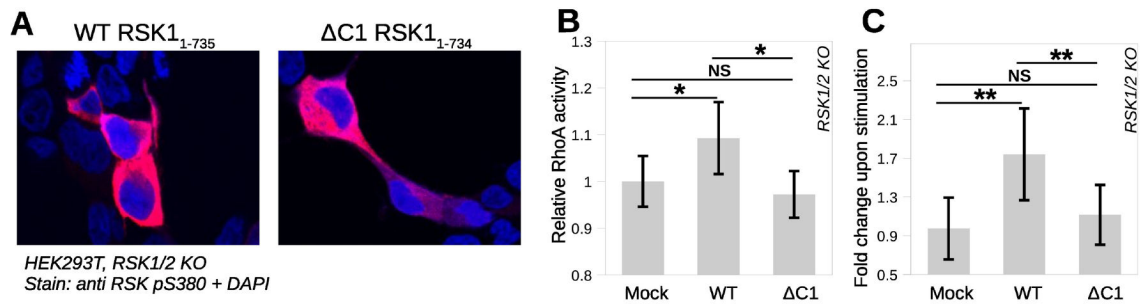 A
WT RSK1₁₋₇₃₅
ΔC1 RSK1₁₋₇₃₄
HEK293T, RSK1/2 KO
Stain: anti RSK pS380 + DAPI
B
Relative RhoA activity
1.3
1.2
1.1
1
0.9
0.8
*
NS
*
RSK1/2 KO
Mock
WT
ΔC1
C
Fold change upon stimulation
2.5
2.1
1.7
1.3
0.9
0.5
**
NS
**
RSK1/2 KO
Mock
WT
ΔC1